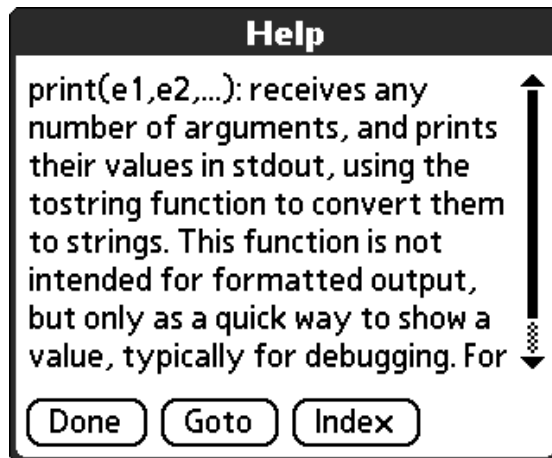 Help
print(e1,e2,...): receives any
number of arguments, and prints
their values in stdout, using the
tostring function to convert them
to strings. This function is not
intended for formatted output,
but only as a quick way to show a
value, typically for debugging. For
Done Goto Index